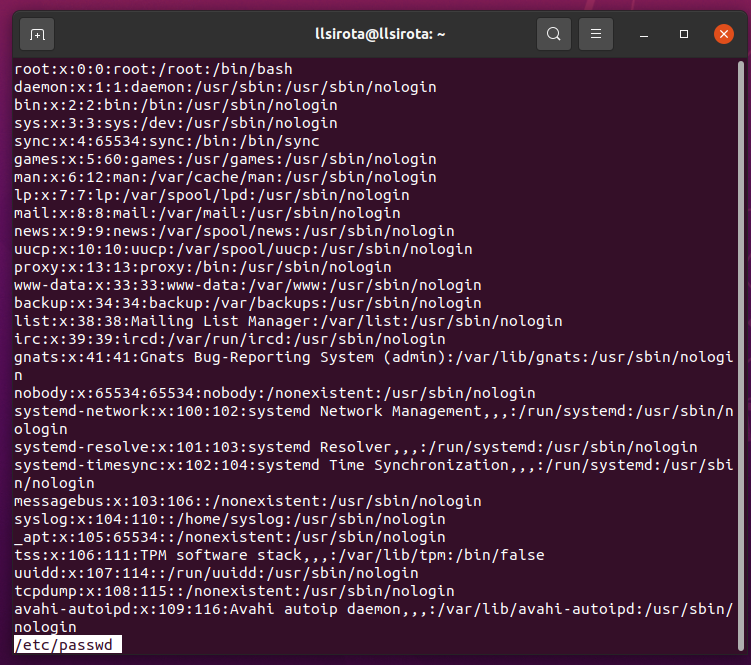 llsirota@llsirota: ~
root:x:0:0:root:/root:/bin/bash
daemon:x:1:1:daemon:/usr/sbin:/usr/sbin/nologin
bin:x:2:2:bin:/bin:/usr/sbin/nologin
sys:x:3:3:sys:/dev:/usr/sbin/nologin
sync:x:4:65534:sync:/bin:/bin/sync
games:x:5:60:games:/usr/games:/usr/sbin/nologin
man:x:6:12:man:/var/cache/man:/usr/sbin/nologin
lp:x:7:7:lp:/var/spool/lpd:/usr/sbin/nologin
mail:x:8:8:mail:/var/mail:/usr/sbin/nologin
news:x:9:9:news:/var/spool/news:/usr/sbin/nologin
uucp:x:10:10:uucp:/var/spool/uucp:/usr/sbin/nologin
proxy:x:13:13:proxy:/bin:/usr/sbin/nologin
www-data:x:33:33:www-data:/var/www:/usr/sbin/nologin
backup:x:34:34:backup:/var/backups:/usr/sbin/nologin
list:x:38:38:Mailing List Manager:/var/list:/usr/sbin/nologin
irc:x:39:39:ircd:/var/run/ircd:/usr/sbin/nologin
gnats:x:41:41:Gnats Bug-Reporting System (admin):/var/lib/gnats:/usr/sbin/nologi
n
nobody:x:65534:65534:nobody:/nonexistent:/usr/sbin/nologin
systemd-network:x:100:102:systemd Network Management,,,:/run/systemd:/usr/sbin/n
ologin
systemd-resolve:x:101:103:systemd Resolver,,,:/run/systemd:/usr/sbin/nologin
systemd-timesync:x:102:104:systemd Time Synchronization,,,:/run/systemd:/usr/sbi
n/nologin
messagebus:x:103:106::/nonexistent:/usr/sbin/nologin
syslog:x:104:110::/home/syslog:/usr/sbin/nologin
_apt:x:105:65534::/nonexistent:/usr/sbin/nologin
tss:x:106:111:TPM software stack,,,:/var/lib/tpm:/bin/false
uuidd:x:107:114::/run/uuidd:/usr/sbin/nologin
tcpdump:x:108:115::/nonexistent:/usr/sbin/nologin
avahi-autoipd:x:109:116:Avahi autoip daemon,,,:/var/lib/avahi-autoipd:/usr/sbin/
nologin
/etc/passwd